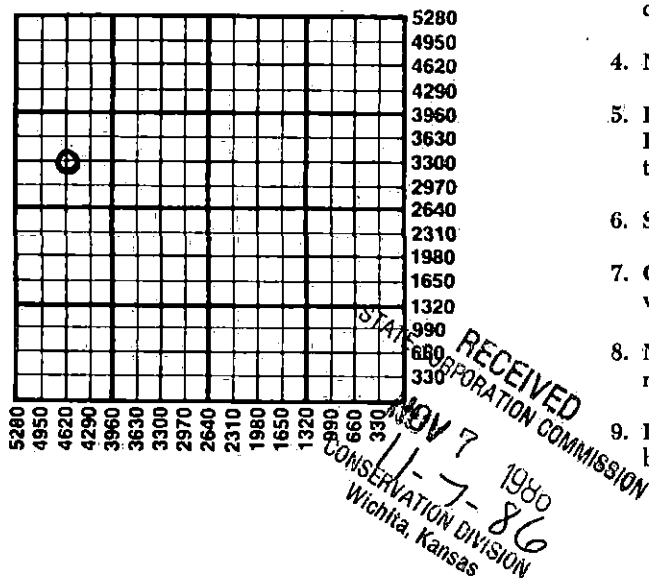 5280
4950
4620
4290
3960
3630
3300
2970
2640
2310
1980
1650
1320
990
660
330
5280 4950 4620 4290 3960 3630 3300 2970 2640 2310 1980 1650 1320 990 660 330
RECEIVED
STATE CORPORATION COMMISSION
NOV 7 1986
11-7-86
CONSERVATION DIVISION
Wichita, Kansas
4. N
5.
6. S
7.
8. N
9.
b